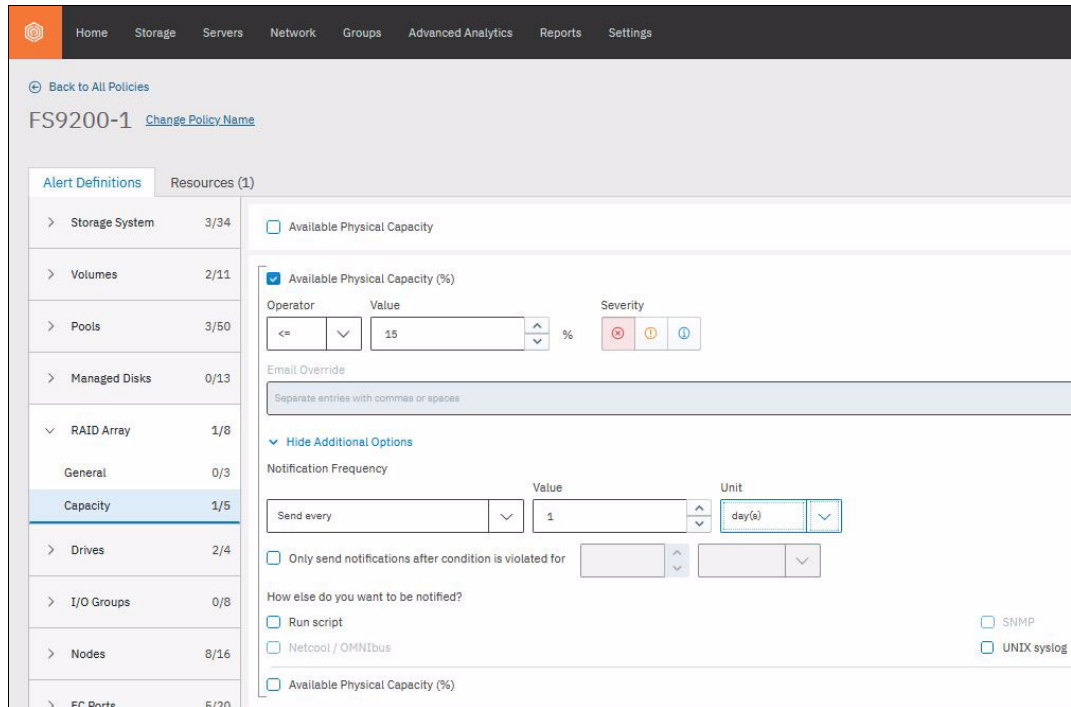 Home Storage Servers Network Groups Advanced Analytics Reports Settings
Back to All Policies
FS9200-1 Change Policy Name
Alert Definitions Resources (1)
Storage System 3/34
Volumes 2/11
Pools 3/50
Managed Disks 0/13
RAID Array 1/8
General 0/3
Capacity 1/5
Drives 2/4
I/O Groups 0/8
Nodes 8/16
FC Ports 5/20
Available Physical Capacity
Available Physical Capacity (%)
Operator Value Severity
<= 15 %
Email Override
Separate entries with commas or spaces
Hide Additional Options
Notification Frequency
Value Unit
Send every 1 day(s)
Only send notifications after condition is violated for
How else do you want to be notified?
Run script SNMP
Netcool / OMNIbus UNIX syslog
Available Physical Capacity (%)